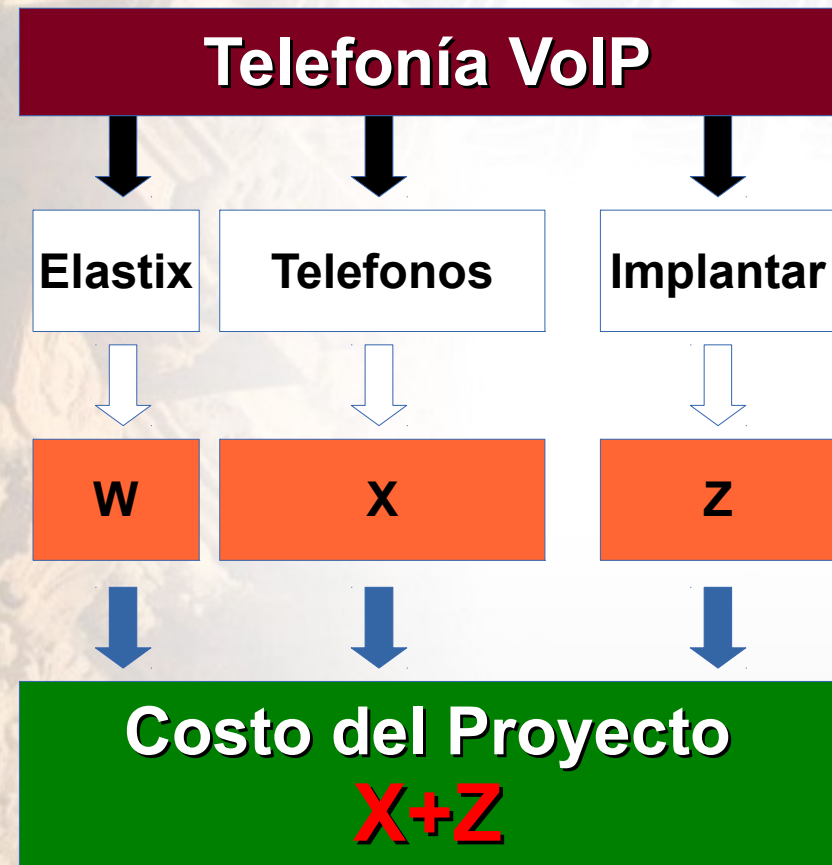 Telefonía VoIP
Elastix
Telefonos
Implantar
W
X
Z
Costo del Proyecto
X+Z